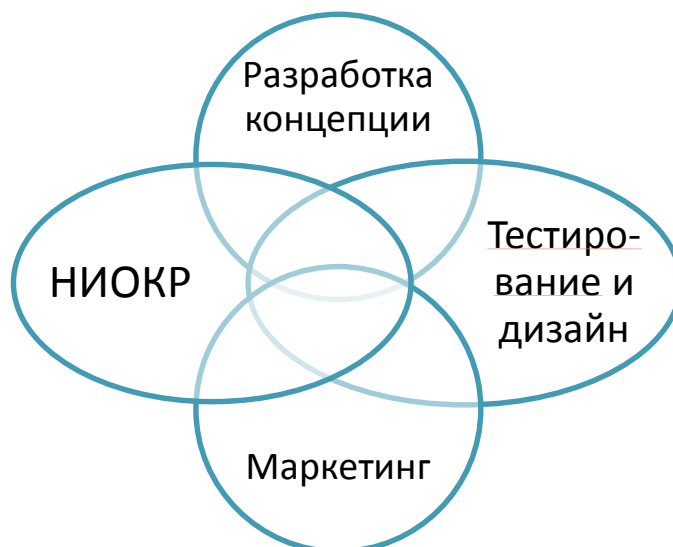 Разработка
концепции
НИОКР
Тестиро-
вание и
дизайн
Маркетинг